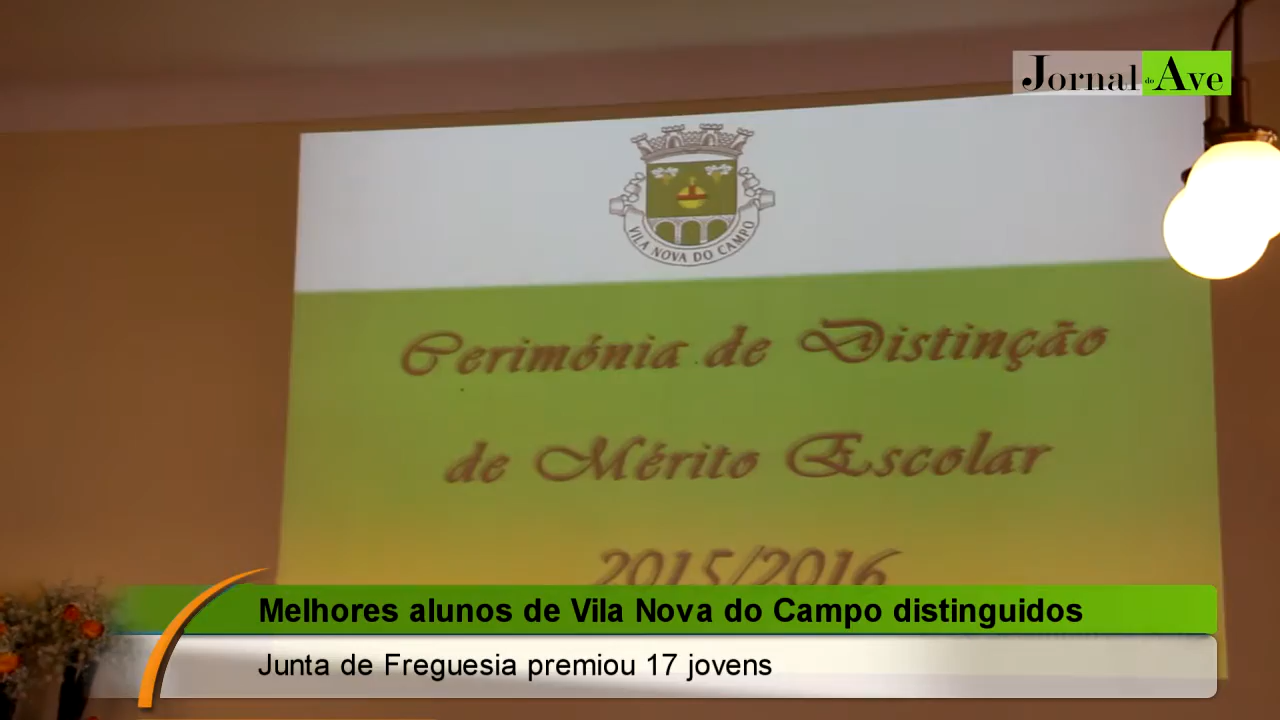 Jornal do Ave
VILA NOVA DO CAMPO
Cerimónia de Distinção
de Mérito Escolar
2015/2016
Melhores alunos de Vila Nova do Campo distinguidos
Junta de Freguesia premiou 17 jovens